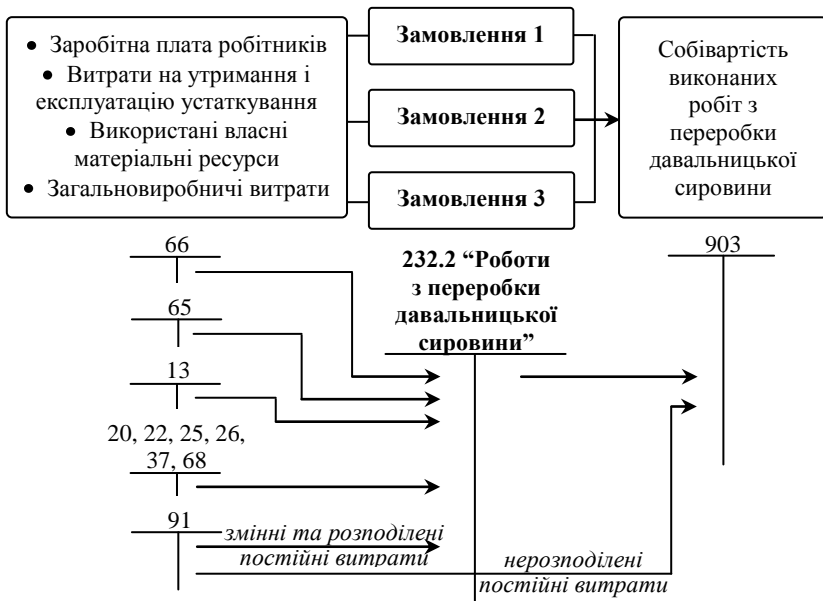 • Заробітна плата робітників
• Витрати на утримання і
експлуатацію устаткування
• Використані власні
матеріальні ресурси
• Загальновиробничі витрати
Замовлення 1
Замовлення 2
Замовлення 3
Собівартість
виконаних
робіт з
переробки
давальницької
сировини
66
65
13
20, 22, 25, 26,
37, 68
91
232.2 “Роботи
з переробки
давальницької
сировини”
903
змінні та розподілені
постійні витрати
нерозподілені
постійні витрати